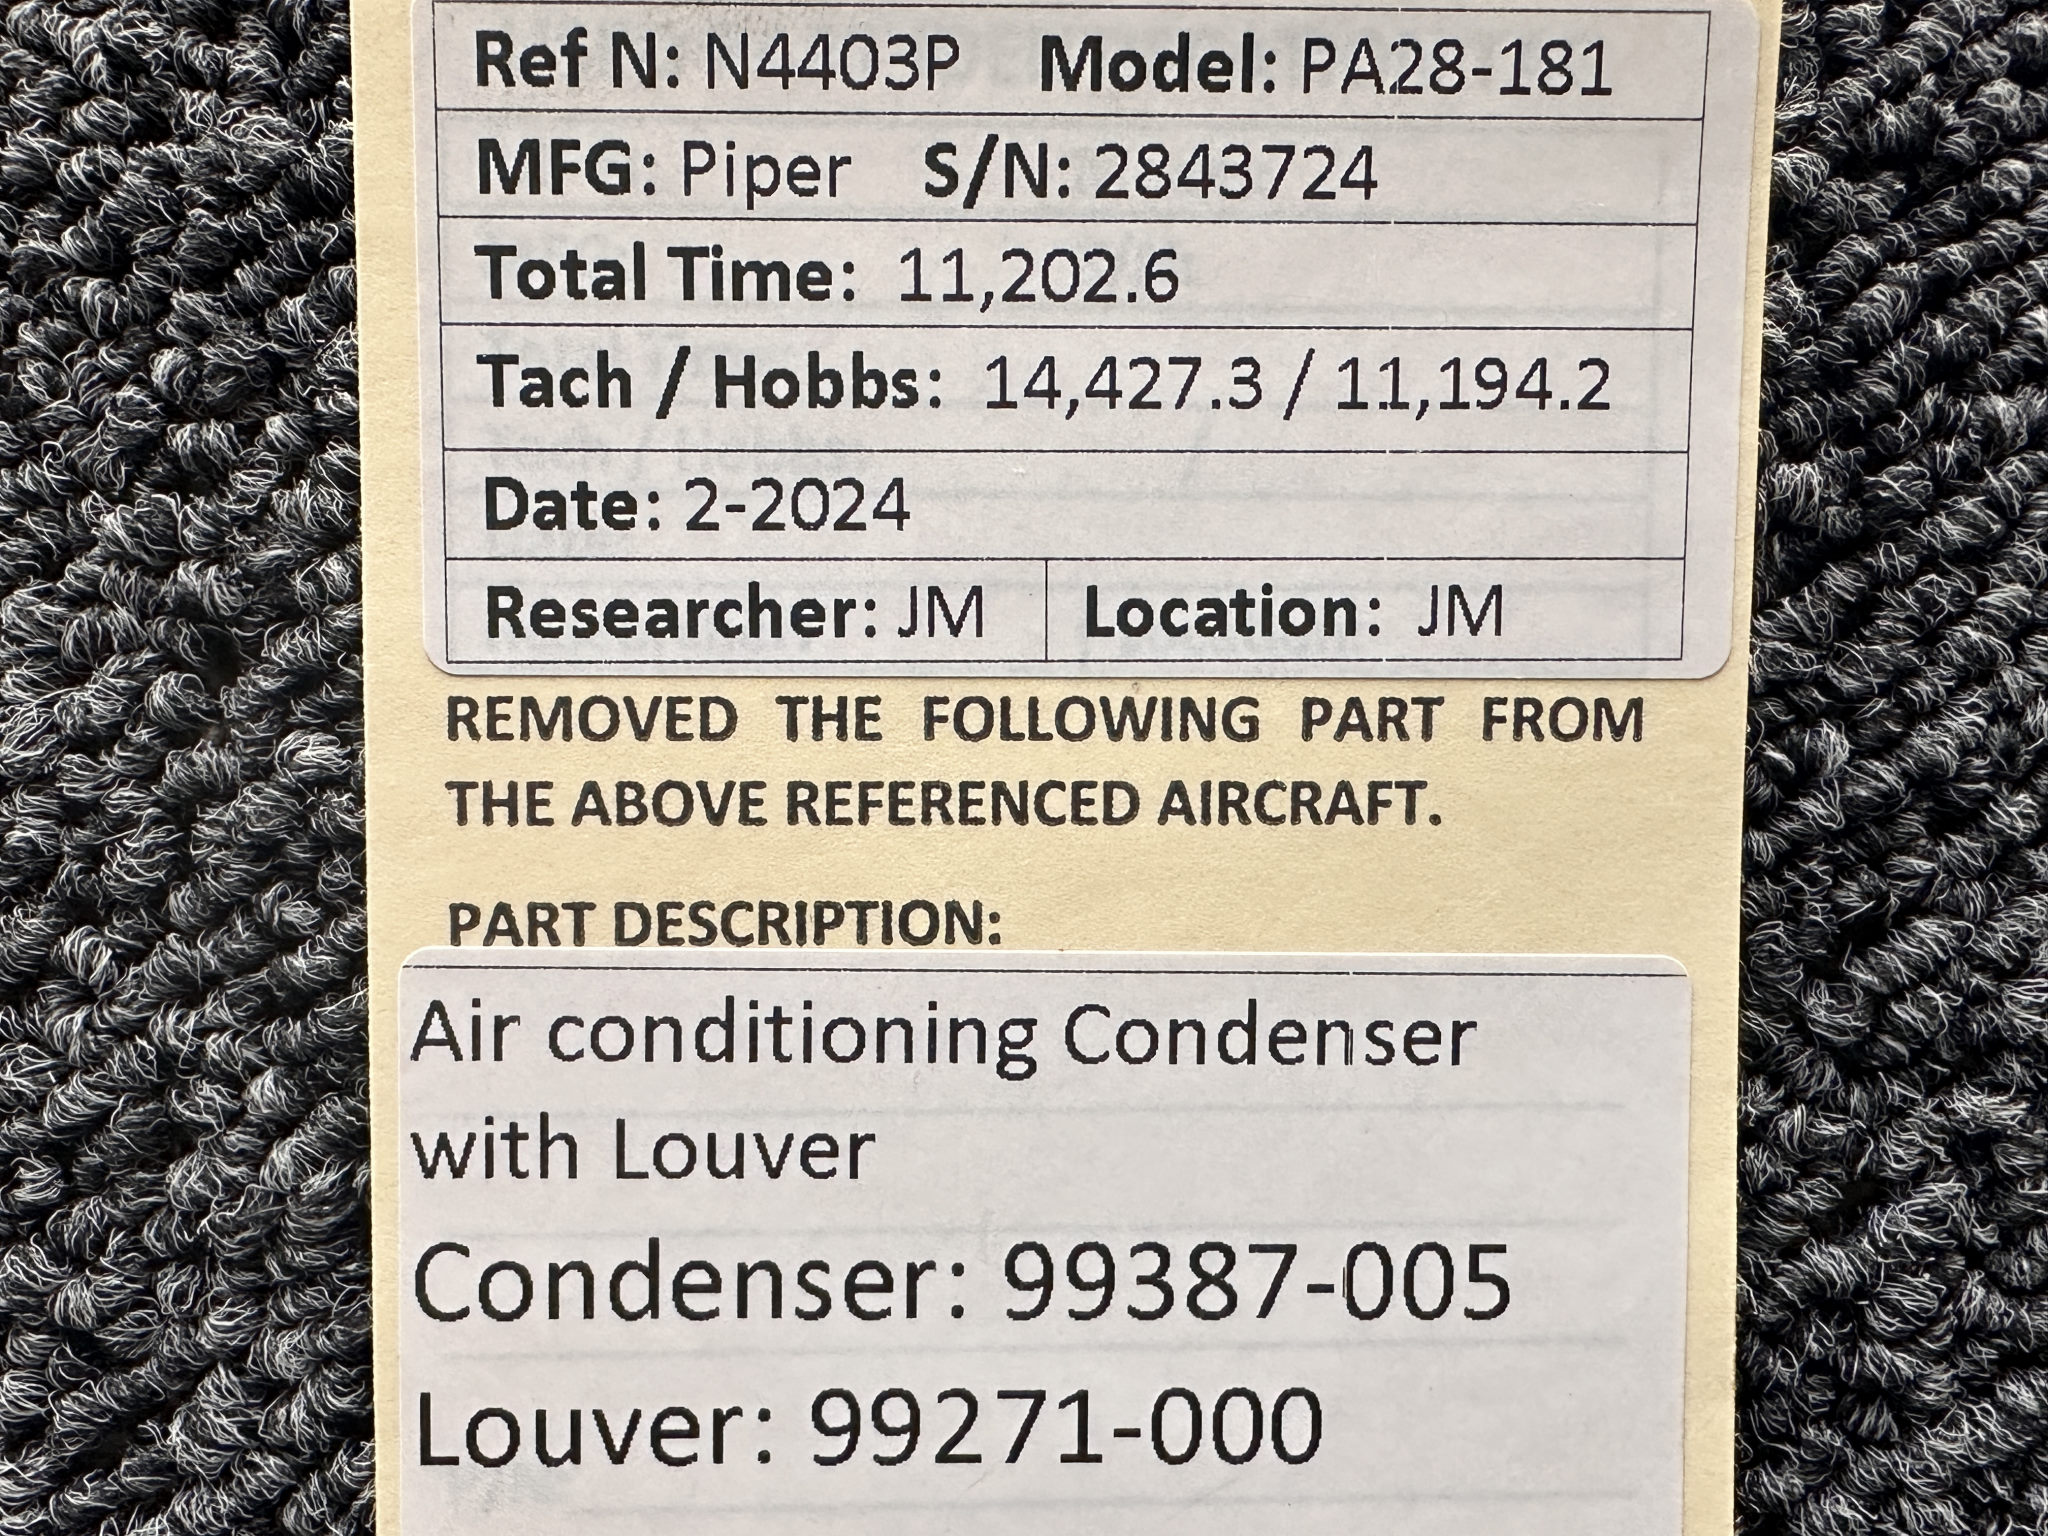 Ref N: N4403P Model: PA28-181
MFG: Piper S/N: 2843724
Total Time: 11,202.6
Tach / Hobbs: 14,427.3 / 11,194.2
Date: 2-2024
Researcher: JM Location: JM
REMOVED THE FOLLOWING PART FROM
THE ABOVE REFERENCED AIRCRAFT.
PART DESCRIPTION:
Air conditioning Condenser
with Louver
Condenser: 99387-005
Louver: 99271-000